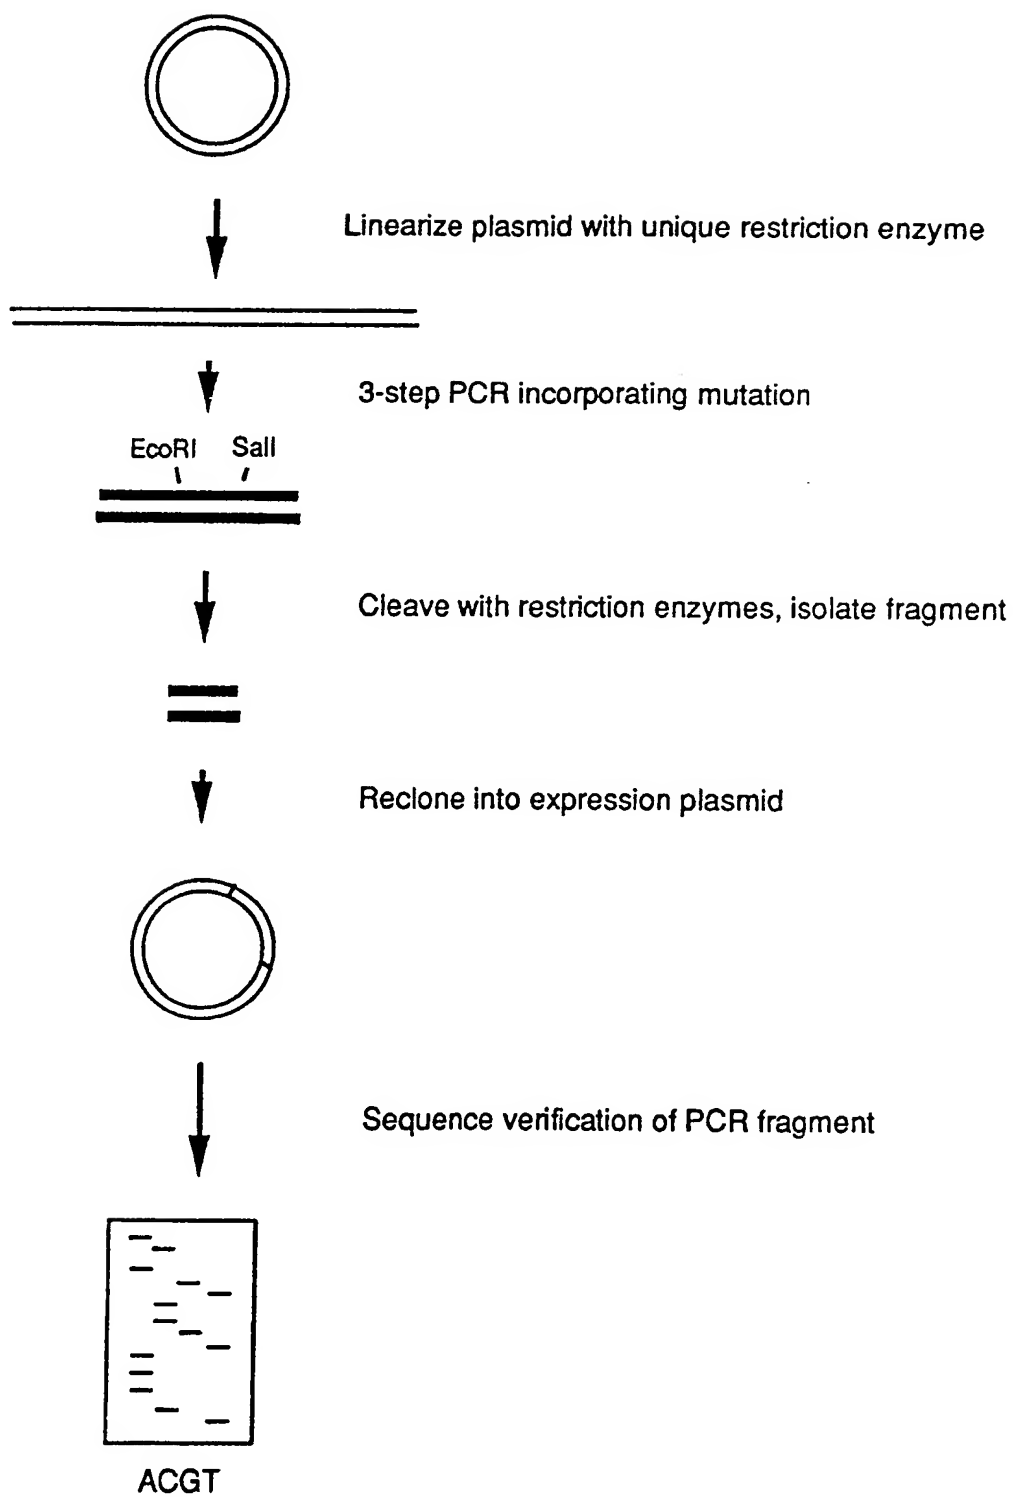 Linearize plasmid with unique restriction enzyme
3-step PCR incorporating mutation
EcoRI SalI
Cleave with restriction enzymes, isolate fragment
Reclone into expression plasmid
Sequence verification of PCR fragment
ACGT